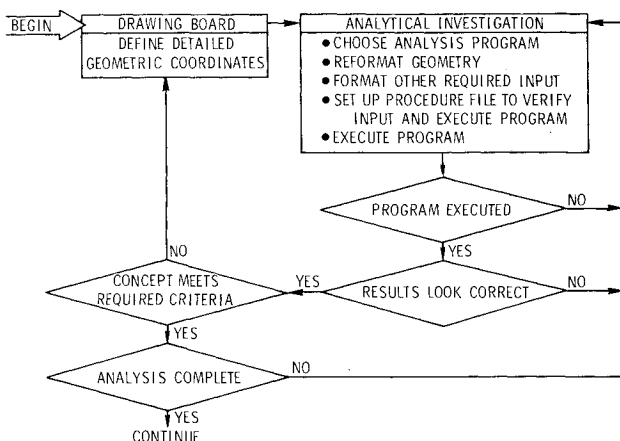 BEGIN
DRAWING BOARD
DEFINE DETAILED
GEOMETRIC COORDINATES
ANALYTICAL INVESTIGATION
● CHOOSE ANALYSIS PROGRAM
● REFORMAT GEOMETRY
● FORMAT OTHER REQUIRED INPUT
● SET UP PROCEDURE FILE TO VERIFY
INPUT AND EXECUTE PROGRAM
● EXECUTE PROGRAM
PROGRAM EXECUTED
NO
YES
RESULTS LOOK CORRECT
NO
YES
CONCEPT MEETS
REQUIRED CRITERIA
NO
YES
ANALYSIS COMPLETE
NO
YES
CONTINUE